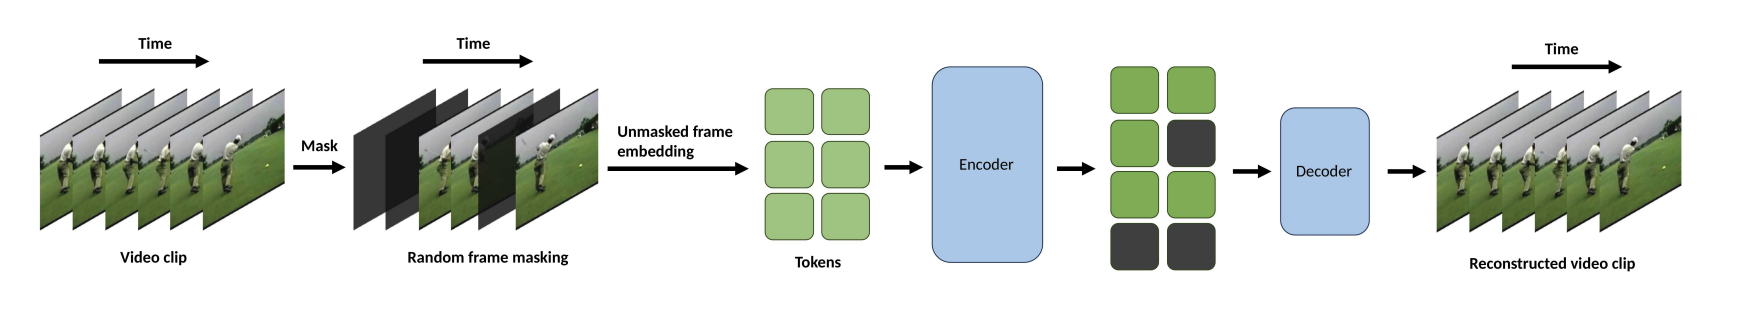 Time
Time
Time
Mask
Unmasked frame
embedding
Encoder
Decoder
Video clip
Random frame masking
Tokens
Reconstructed video clip